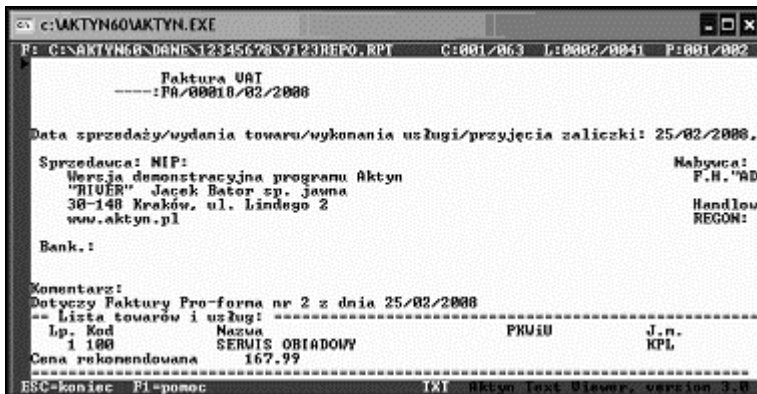 c:\AKTYN60\AKTYN.EXE
F: C:\AKTYN60\DANE\12345678\9123REPO.RPT C:001/063 L:0002/0041 P:001/002
Faktura VAT
----:FA/00018/02/2008
Data sprzedaży/wydania towaru/wykonania usługi/przyjęcia zaliczki: 25/02/2008.
Sprzedawca: NIP: Nabywca:
Wersja demonstracyjna programu Aktyn P.H."AD
"RIVER" Jacek Bator sp. jawna
30-148 Kraków, ul. Lindego 2 Handlow
www.aktyn.pl REGON:
Bank.:
Komentarz:
Dotyczy Faktury Pro-forma nr 2 z dnia 25/02/2008
== Lista towarów i usług: ==========
Lp. Kod Nazwa PKWiU J.m.
1 100 SERWIS OBIADOWY KPL
Cena rekomendowana 167.99
ESC=koniec F1=pomoc TXT Aktyn Text Viewer, version 3.0